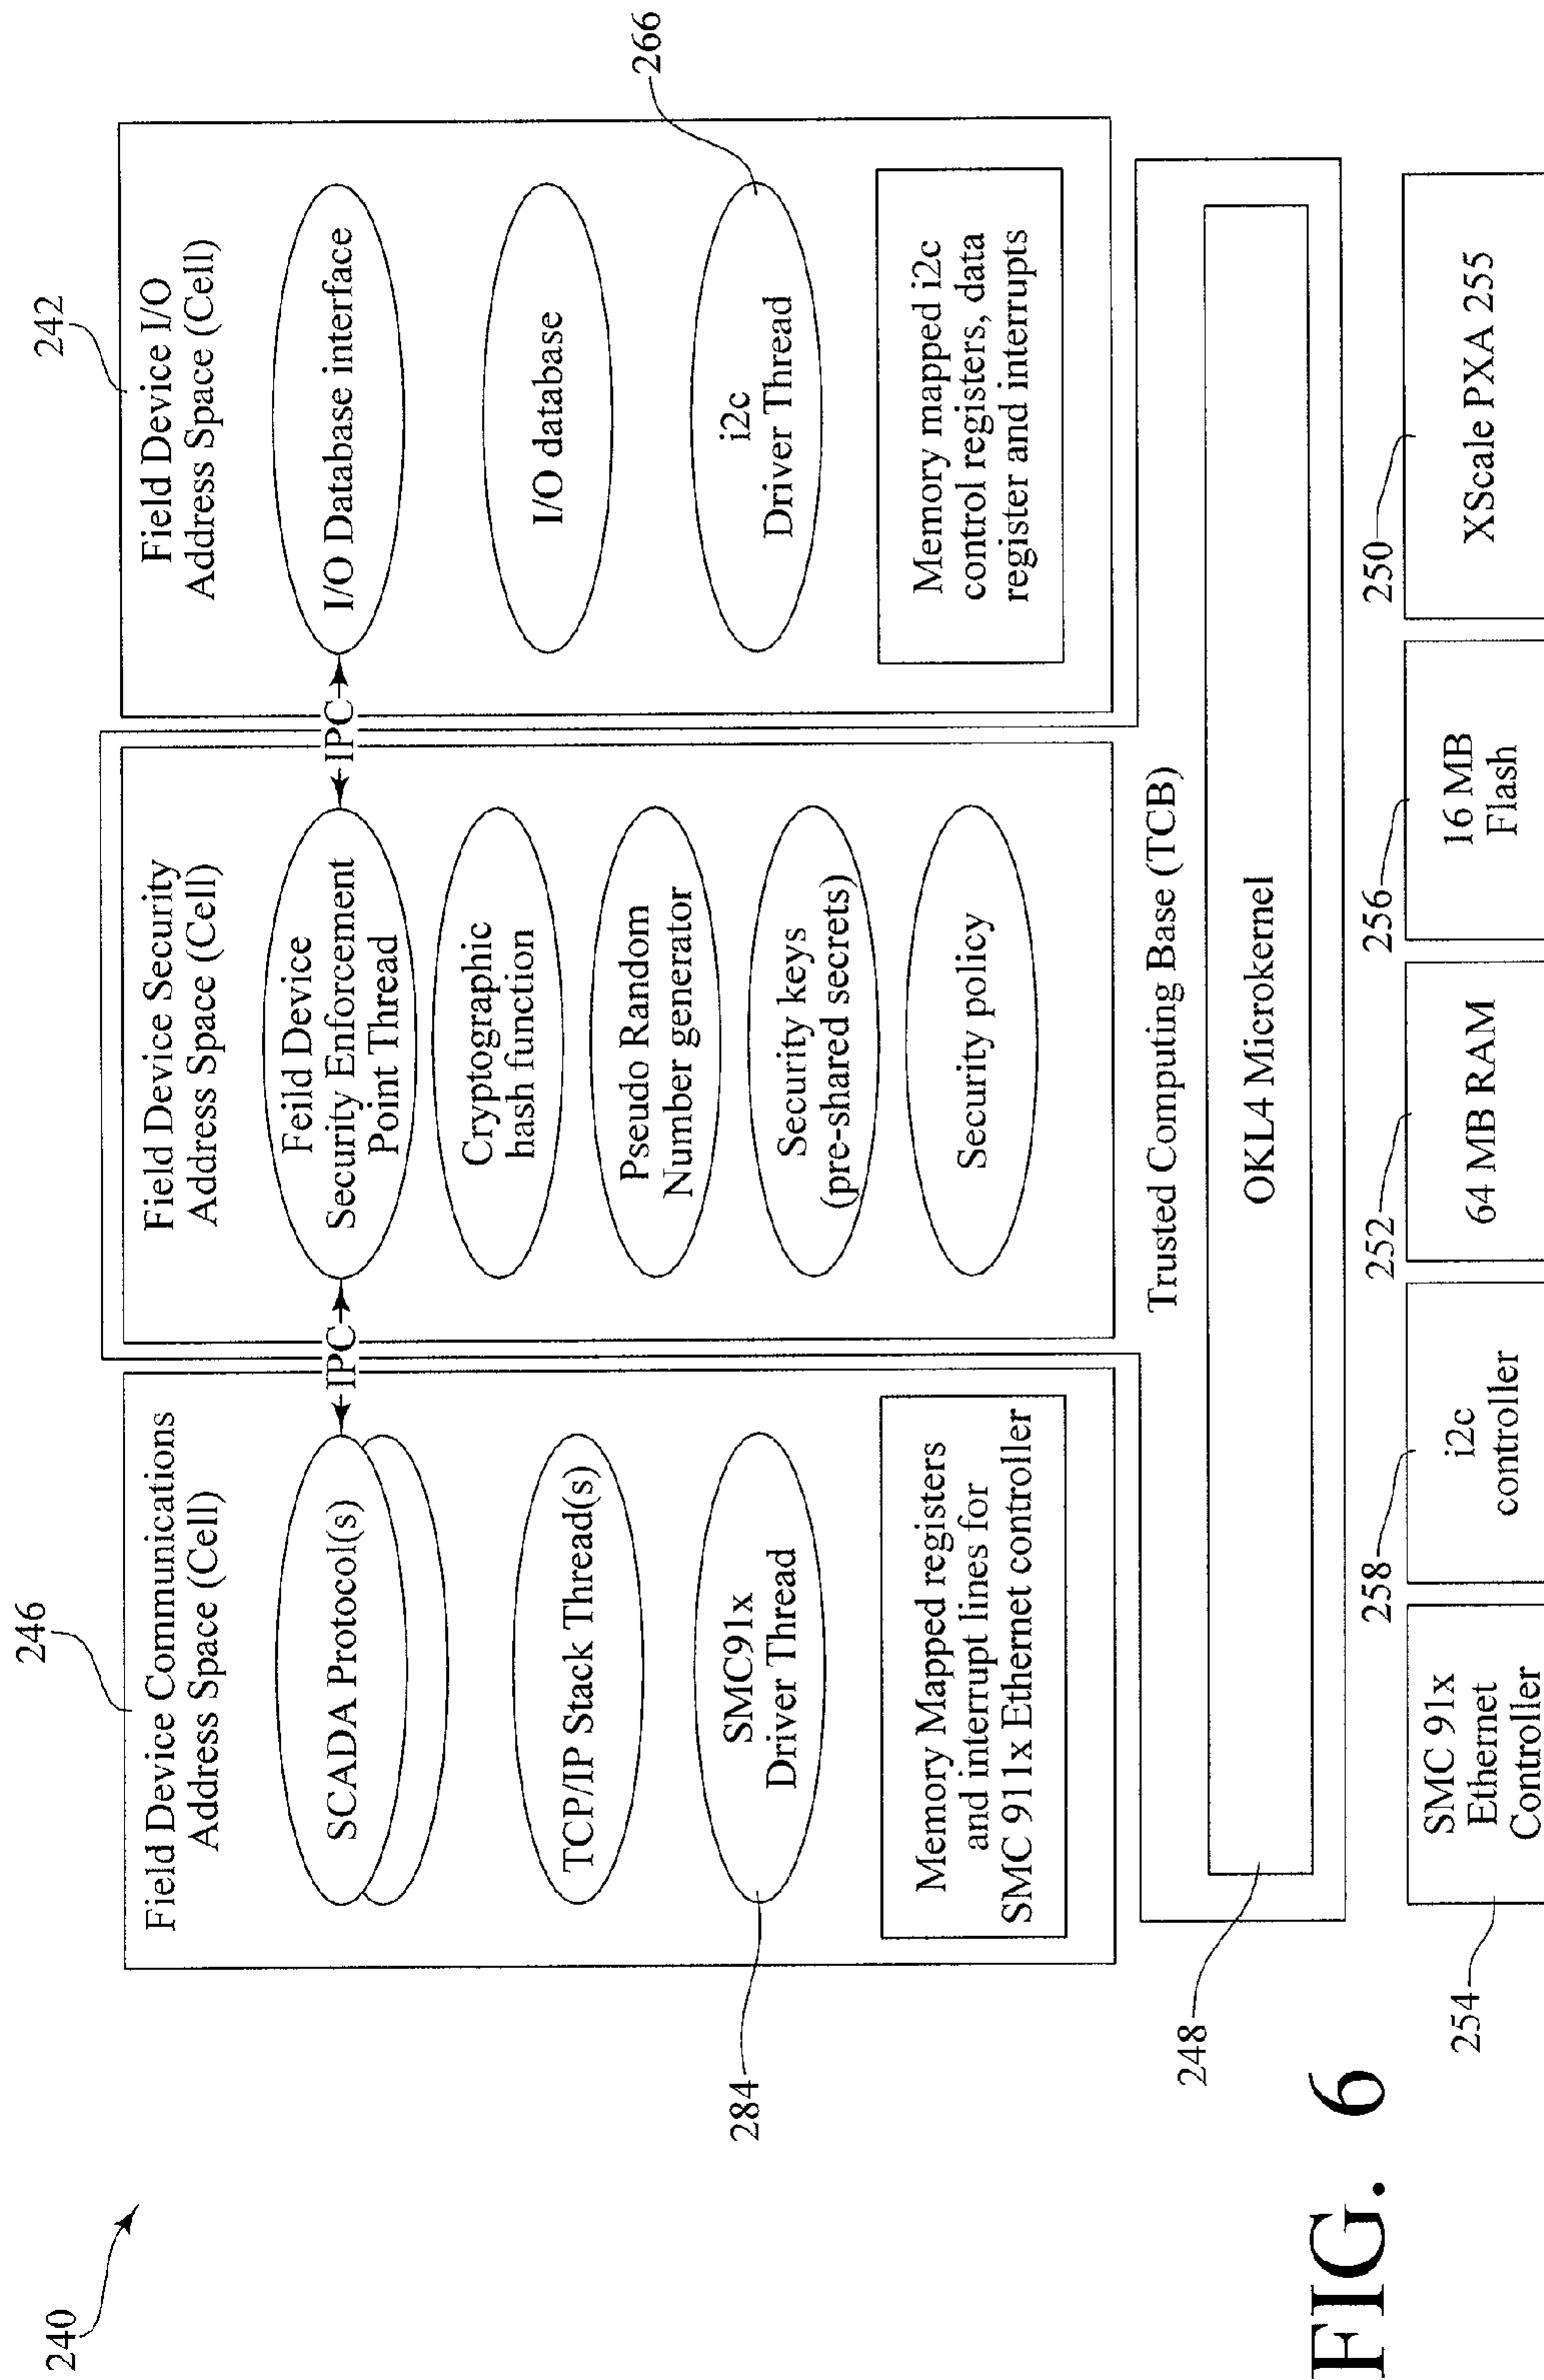 240
246
242
Field Device Communications
Address Space (Cell)
SCADA Protocol(s)
TCP/IP Stack Thread(s)
SMC91x
Driver Thread
284
Memory Mapped registers
and interrupt lines for
SMC 911x Ethernet controller
IPC
Field Device Security
Address Space (Cell)
Feild Device
Security Enforcement
Point Thread
Cryptographic
hash function
Pseudo Random
Number generator
Security keys
(pre-shared secrets)
Security policy
IPC
Field Device I/O
Address Space (Cell)
I/O Database interface
I/O database
i2c
Driver Thread
266
Memory mapped i2c
control registers, data
register and interrupts
Trusted Computing Base (TCB)
OKL4 Microkernel
248
254
SMC 91x
Ethernet
Controller
258
i2c
controller
252
64 MB RAM
256
16 MB
Flash
250
XScale PXA 255
FIG. 6